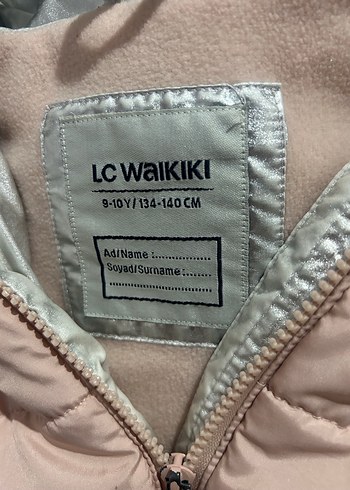 LC WAIKIKI
9-10 Y / 134-140 CM
Ad/Name :...............
Soyad/Surname :.......
..............................